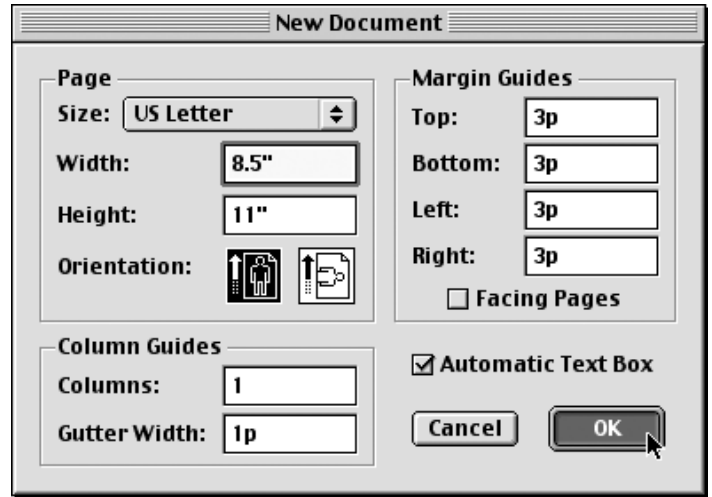 New Document
Page
Size: US Letter
Width: 8.5"
Height: 11"
Orientation:
Margin Guides
Top: 3p
Bottom: 3p
Left: 3p
Right: 3p
Facing Pages
Column Guides
Columns: 1
Gutter Width: 1p
Automatic Text Box
Cancel OK